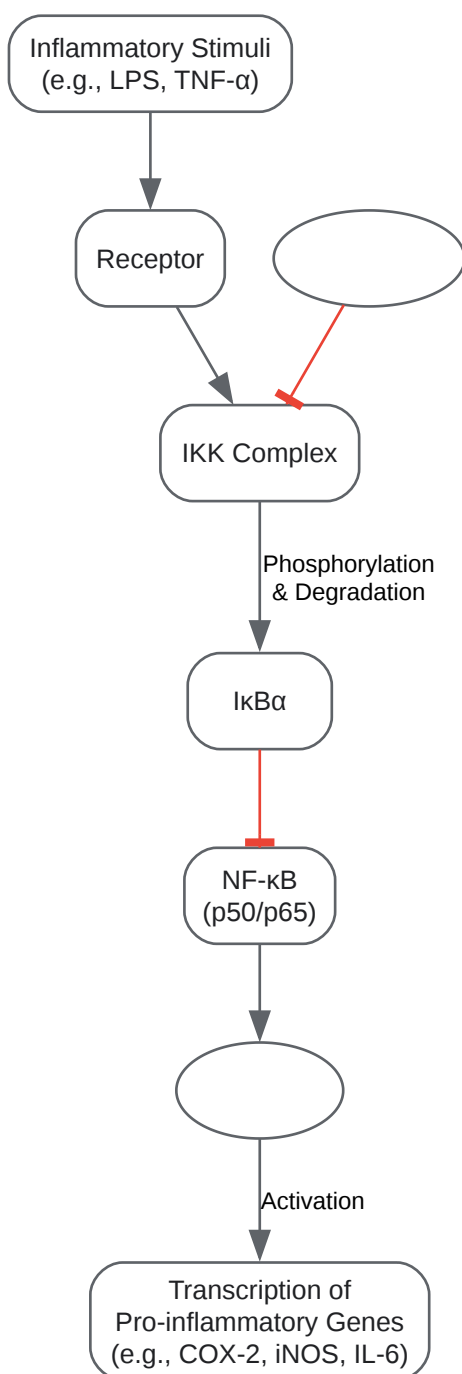 Inflammatory Stimuli
(e.g., LPS, TNF-α)
Receptor
IKK Complex
Phosphorylation
& Degradation
IκBα
NF-κB
(p50/p65)
Activation
Transcription of
Pro-inflammatory Genes
(e.g., COX-2, iNOS, IL-6)